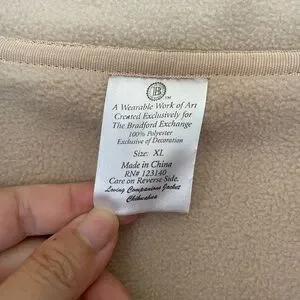 B™
A Wearable Work of Art
Created Exclusively for
The Bradford Exchange
100% Polyester
Exclusive of Decoration
Size: XL
Made in China
RN# 123140
Care on Reverse Side.
Loving Companions Jacket
Chihuahua